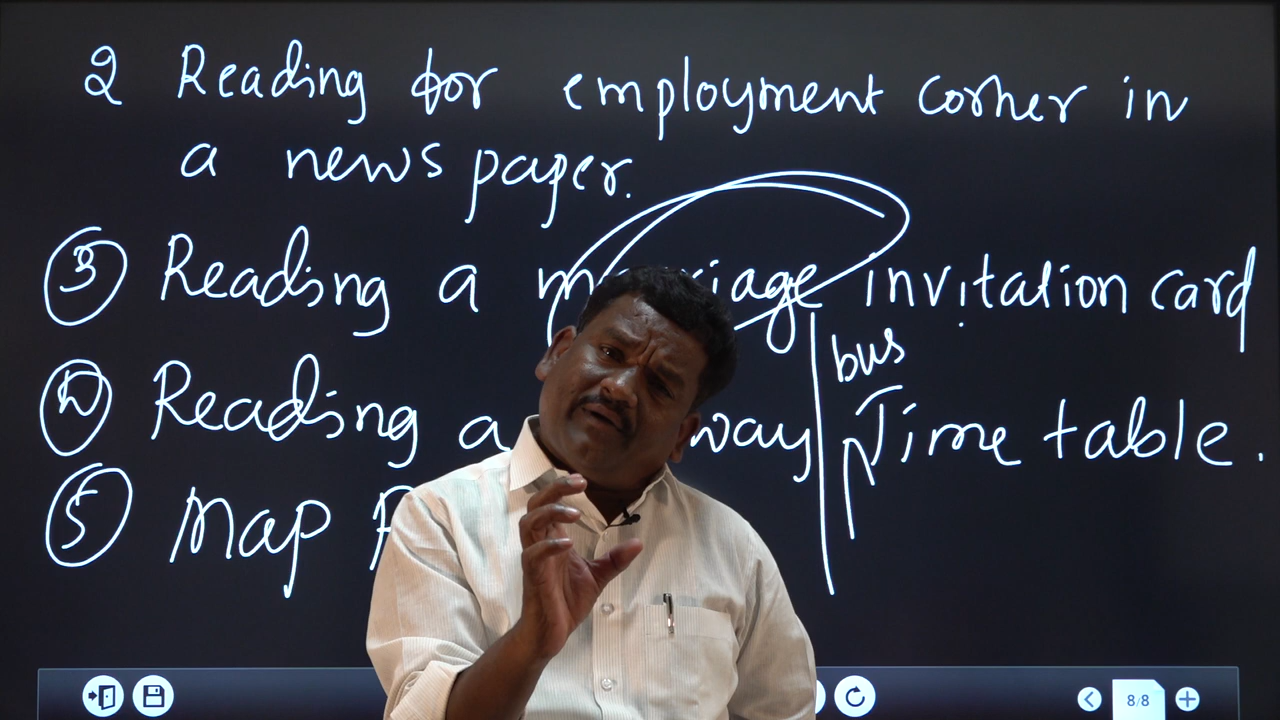 2 Reading for employment corner in
a news paper.
3 Reading a marriage invitation card
bus
4 Reading a way Time table.
5 Map
8/8